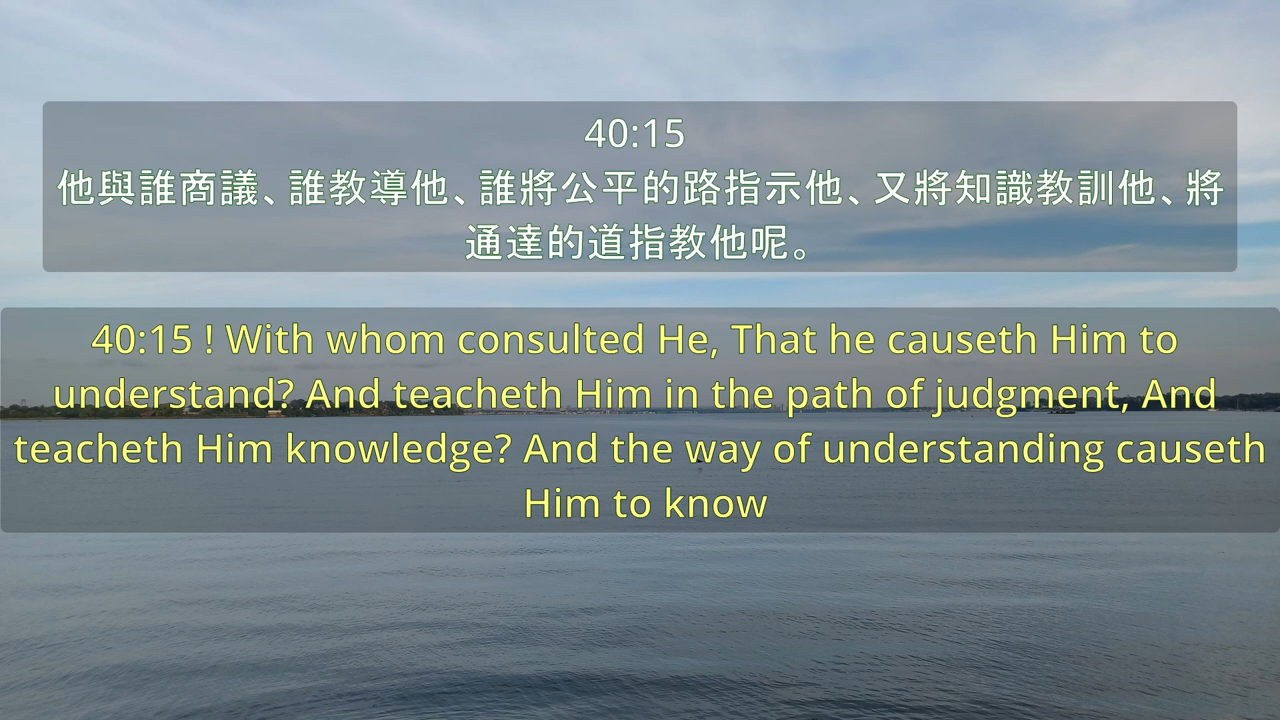 40:15
他與誰商議、誰教導他、誰將公平的路指示他、又將知識教訓他、將
通達的道指教他呢。
40:15 ! With whom consulted He, That he causeth Him to
understand? And teacheth Him in the path of judgment, And
teacheth Him knowledge? And the way of understanding causeth
Him to know